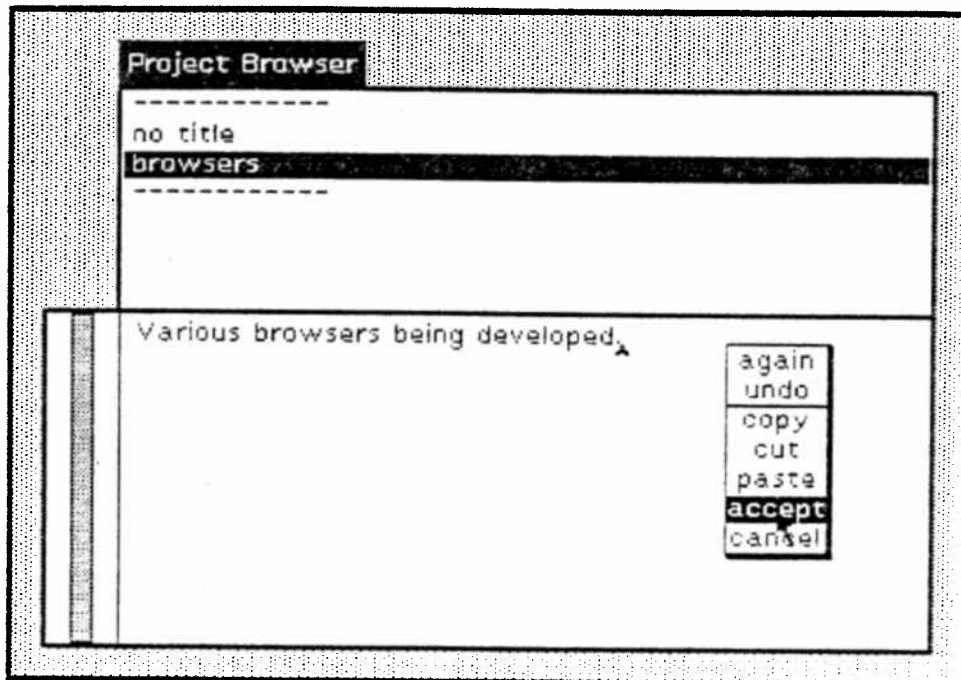 Project Browser
------------
no title
browsers
------------
Various browsers being developed.
again
undo
copy
cut
paste
accept
cancel